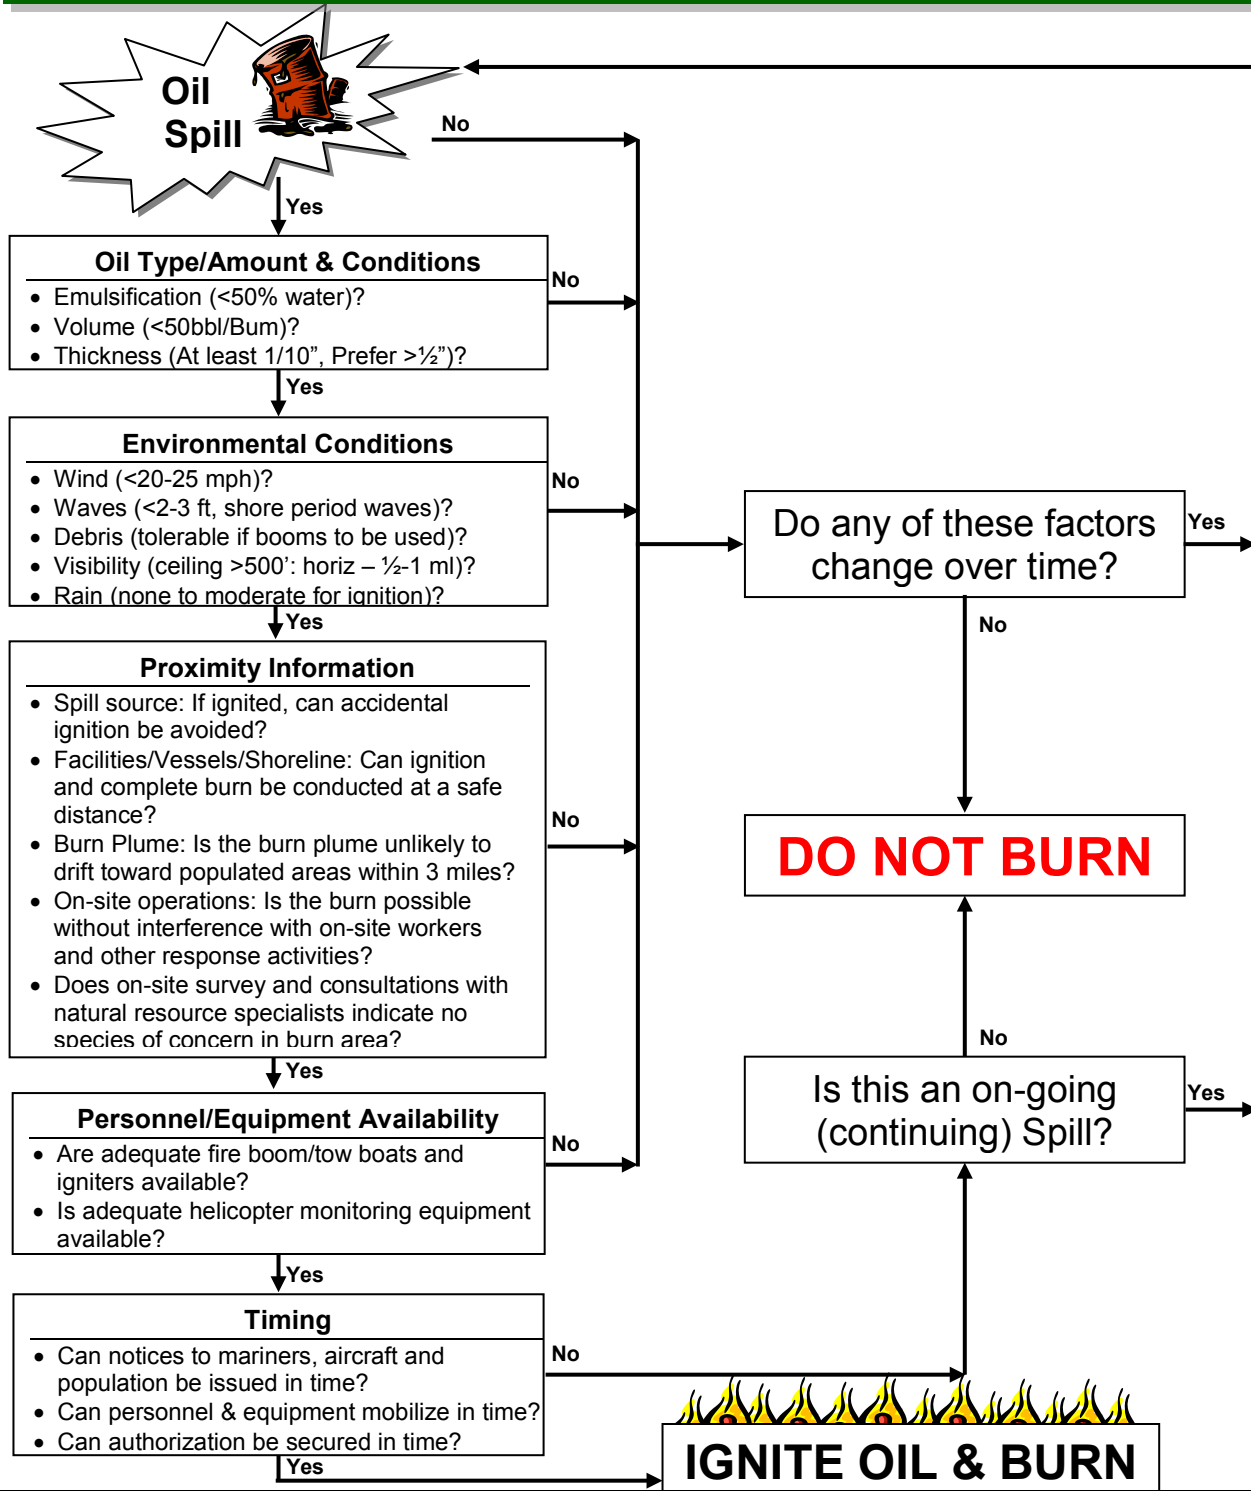 Oil
Spill
No
Yes
Oil Type/Amount & Conditions
• Emulsification (<50% water)?
• Volume (<50bbl/Bum)?
• Thickness (At least 1/10”, Prefer >½”)?
No
Yes
Environmental Conditions
• Wind (<20-25 mph)?
• Waves (<2-3 ft, shore period waves)?
• Debris (tolerable if booms to be used)?
• Visibility (ceiling >500’: horiz – ½-1 ml)?
• Rain (none to moderate for ignition)?
No
Yes
Proximity Information
• Spill source: If ignited, can accidental
ignition be avoided?
• Facilities/Vessels/Shoreline: Can ignition
and complete burn be conducted at a safe
distance?
• Burn Plume: Is the burn plume unlikely to
drift toward populated areas within 3 miles?
• On-site operations: Is the burn possible
without interference with on-site workers
and other response activities?
• Does on-site survey and consultations with
natural resource specialists indicate no
species of concern in burn area?
No
Yes
Personnel/Equipment Availability
• Are adequate fire boom/tow boats and
igniters available?
• Is adequate helicopter monitoring equipment
available?
No
Yes
Timing
• Can notices to mariners, aircraft and
population be issued in time?
• Can personnel & equipment mobilize in time?
• Can authorization be secured in time?
No
Yes
Do any of these factors
change over time?
Yes
No
DO NOT BURN
No
Is this an on-going
(continuing) Spill?
Yes
IGNITE OIL & BURN